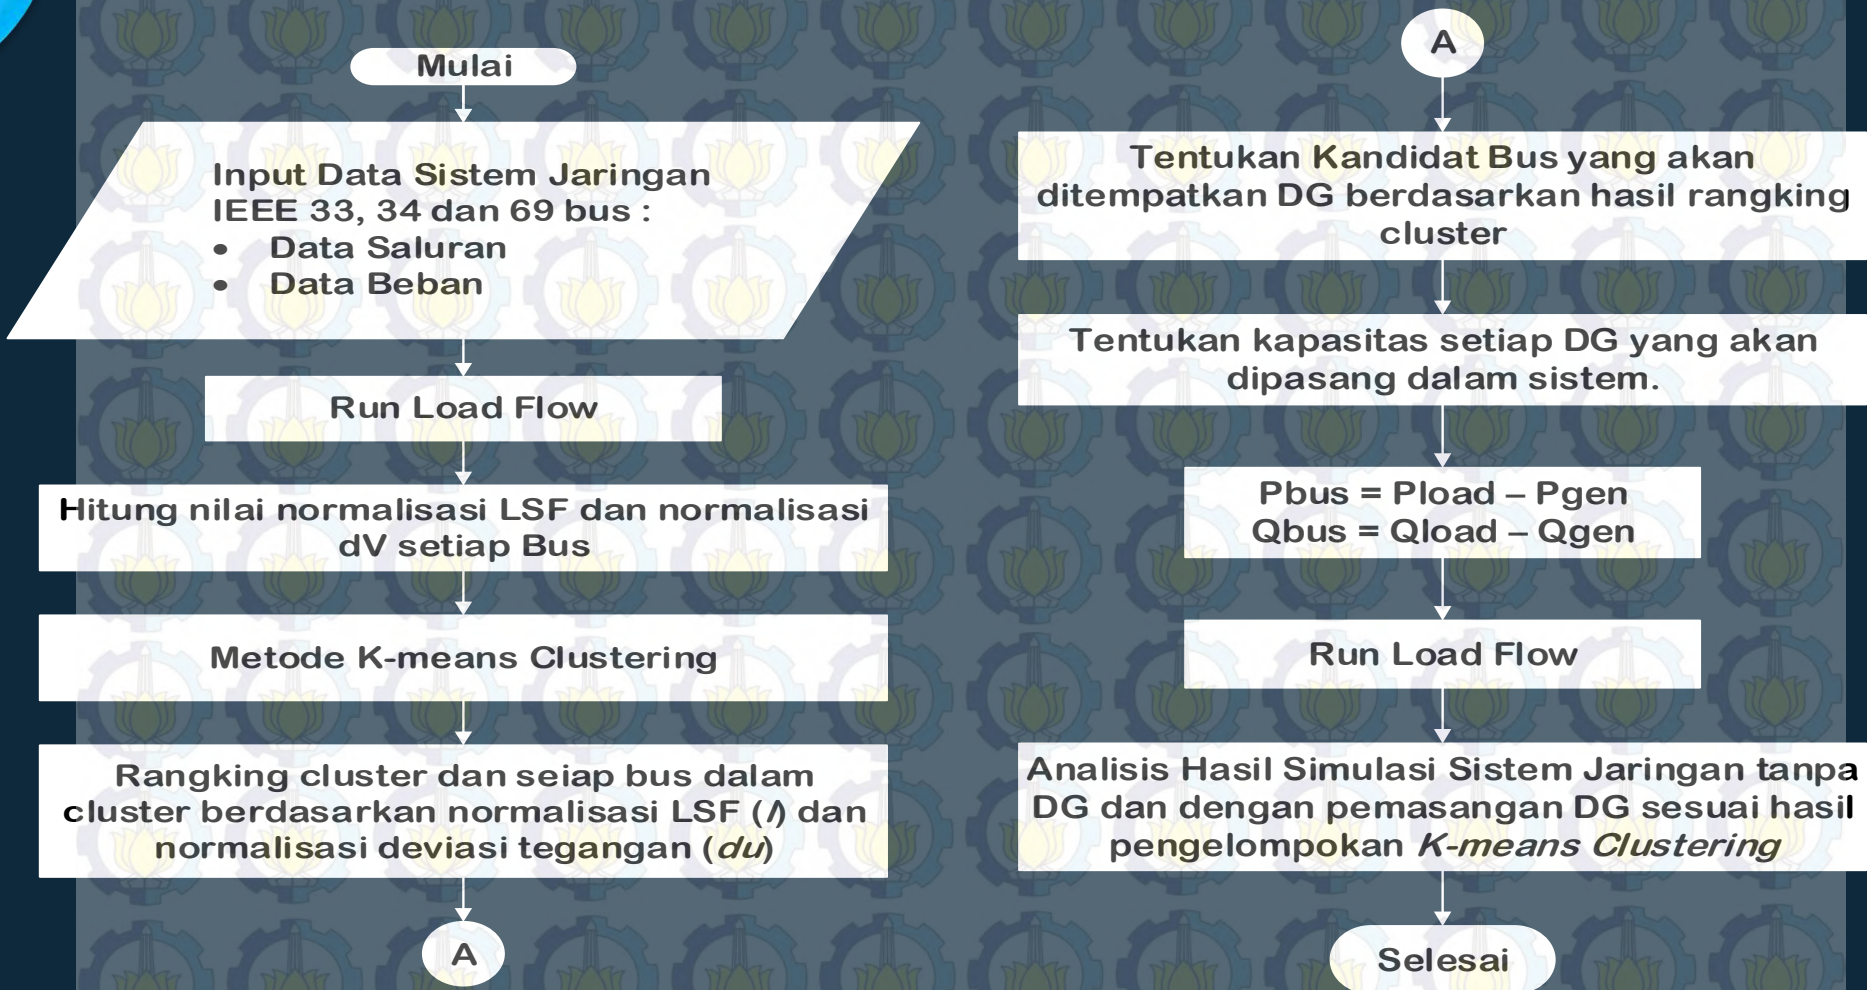 Mulai
Input Data Sistem Jaringan
IEEE 33, 34 dan 69 bus :
• Data Saluran
• Data Beban
Run Load Flow
Hitung nilai normalisasi LSF dan normalisasi
dV setiap Bus
Metode K-means Clustering
Rangking cluster dan seiap bus dalam
cluster berdasarkan normalisasi LSF (l) dan
normalisasi deviasi tegangan (du)
A
A
Tentukan Kandidat Bus yang akan
ditempatkan DG berdasarkan hasil rangking
cluster
Tentukan kapasitas setiap DG yang akan
dipasang dalam sistem.
Pbus = Pload – Pgen
Qbus = Qload – Qgen
Run Load Flow
Analisis Hasil Simulasi Sistem Jaringan tanpa
DG dan dengan pemasangan DG sesuai hasil
pengelompokan K-means Clustering
Selesai